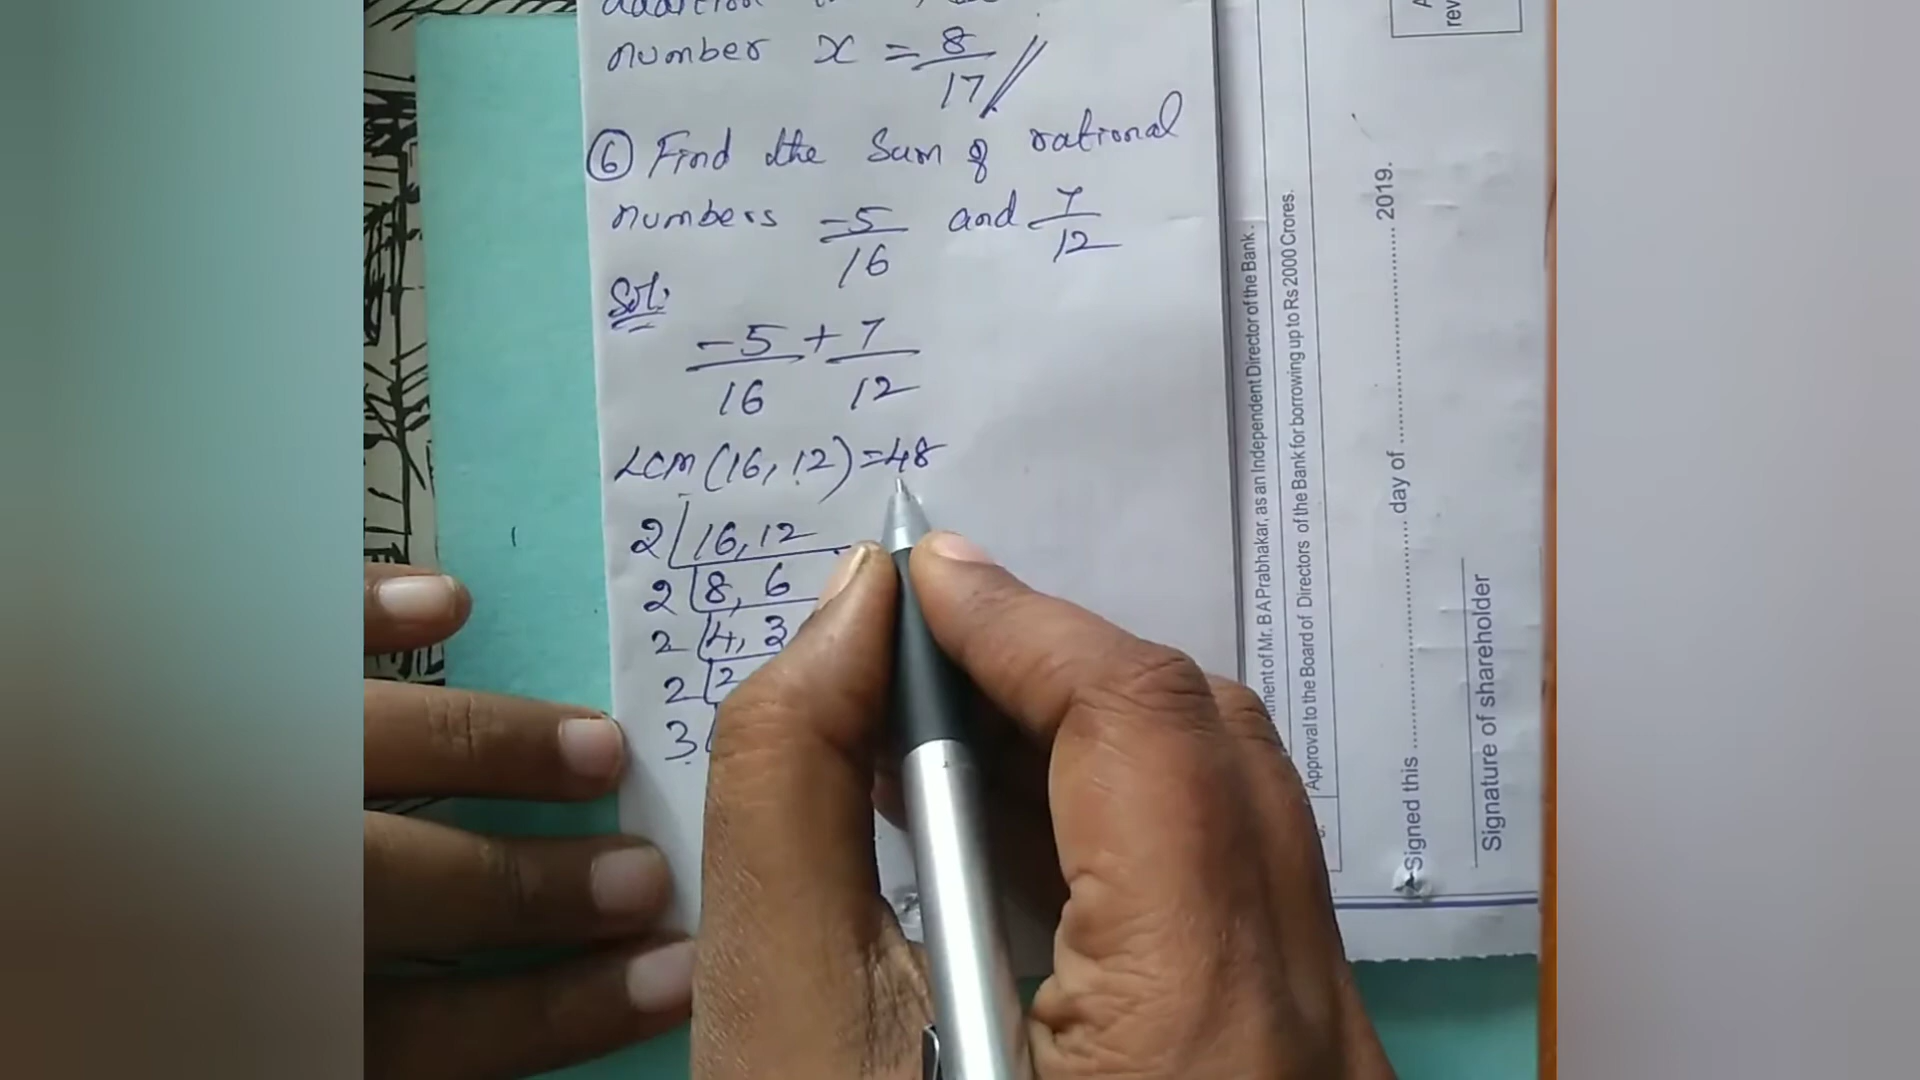 number x = 8/17 //
⑥ Find the Sum of rational
numbers -5/16 and 7/12
Sol:
-5/16 + 7/12
LCM (16, 12) = 48
2 | 16, 12
2 | 8, 6
2 | 4, 3
2 | 2
3
Mr. B A Prabhakar, as an Independent Director of the Bank.
Approval to the Board of Directors of the Bank for borrowing up to Rs 2000 Crores.
Signed this ........ day of ........ 2019.
Signature of shareholder